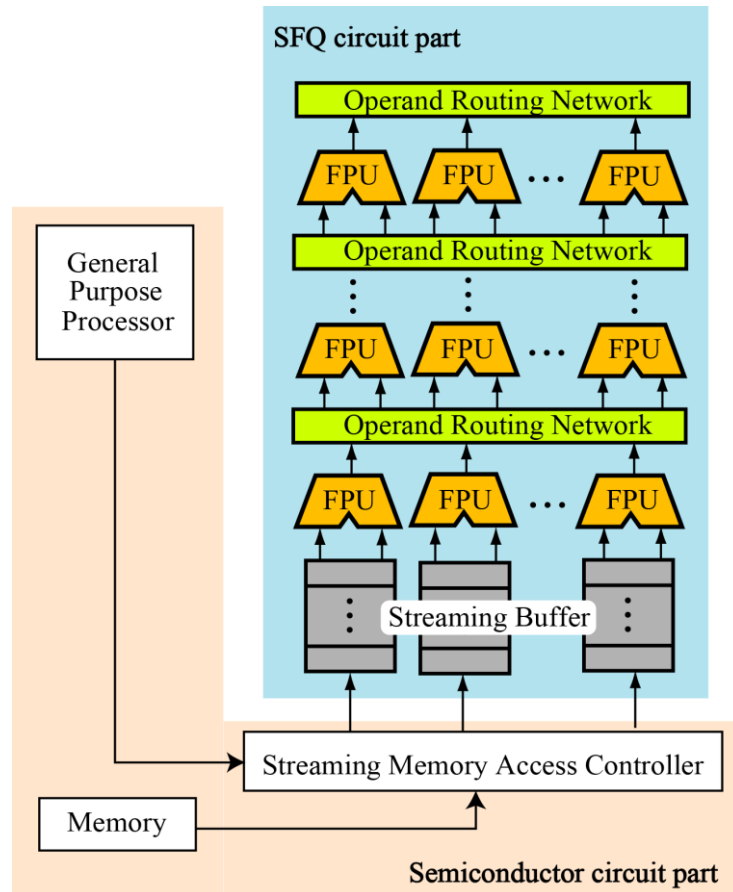 SFQ circuit part
Operand Routing Network
FPU FPU FPU
General
Purpose
Processor
Operand Routing Network
FPU FPU FPU
Operand Routing Network
FPU FPU FPU
Streaming Buffer
Streaming Memory Access Controller
Memory
Semiconductor circuit part